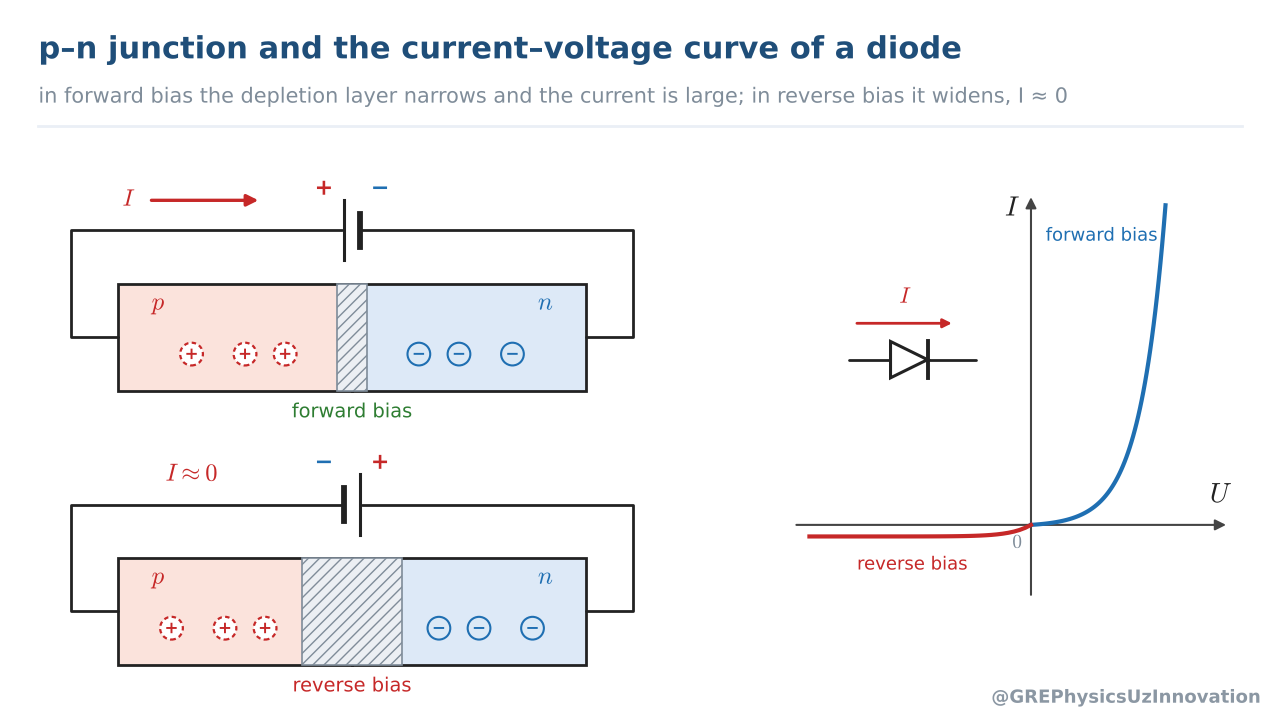 p–n junction and the current–voltage curve of a diode
in forward bias the depletion layer narrows and the current is large; in reverse bias it widens, I ≈ 0
I
+ −
p n
+ + + − − −
forward bias
I ≈ 0
− +
p n
+ + + − − −
reverse bias
I
forward bias
I
U
0
reverse bias
@GREPhysicsUzInnovation